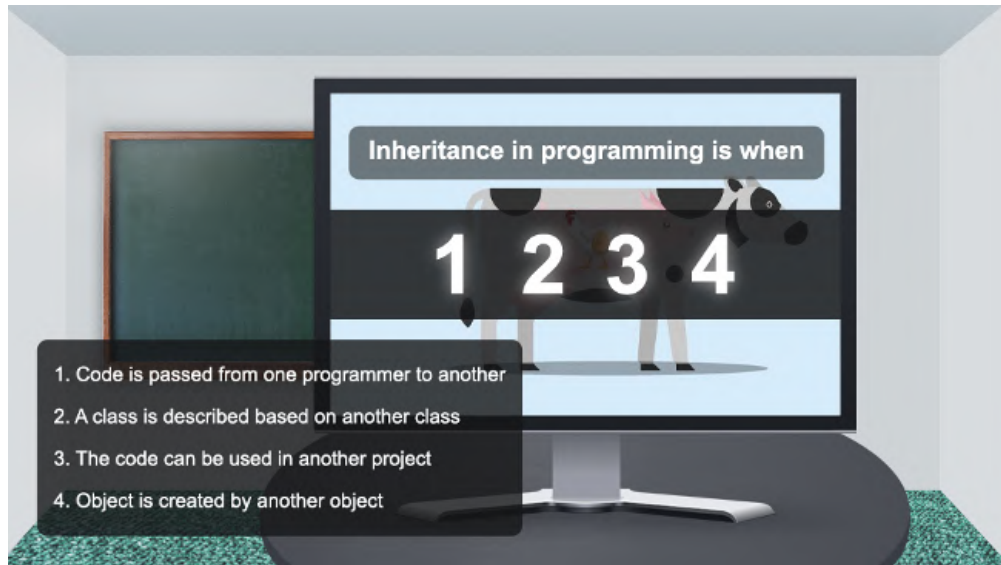 Inheritance in programming is when
1 2 3 4
1. Code is passed from one programmer to another
2. A class is described based on another class
3. The code can be used in another project
4. Object is created by another object